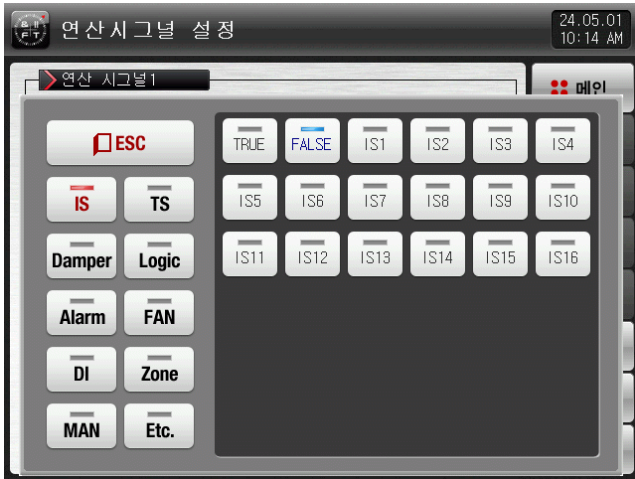 & ||
F T
연산시그널 설정
24.05.01
10:14 AM
연산 시그널1
메인
ESC
IS
TS
Damper
Logic
Alarm
FAN
DI
Zone
MAN
Etc.
TRUE
FALSE
IS1
IS2
IS3
IS4
IS5
IS6
IS7
IS8
IS9
IS10
IS11
IS12
IS13
IS14
IS15
IS16